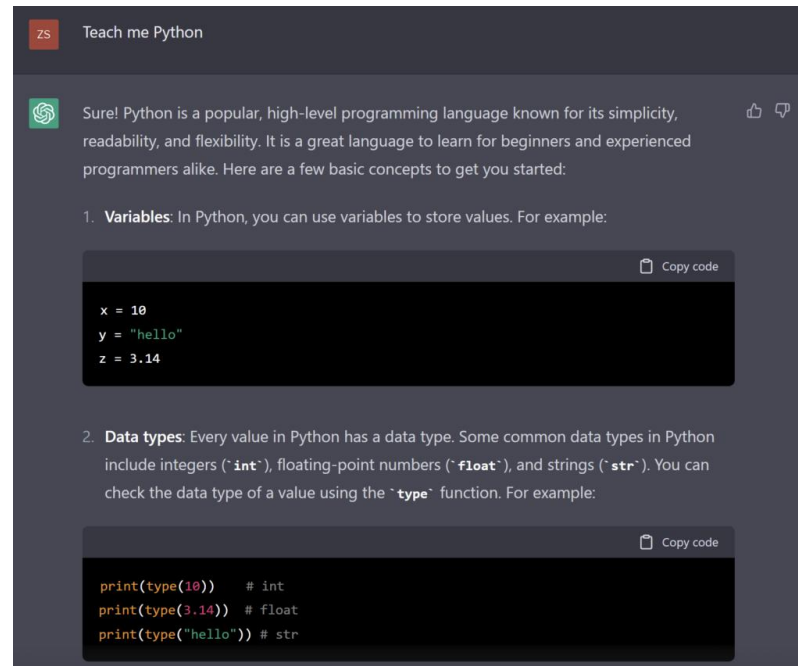 ZS
Teach me Python
Sure! Python is a popular, high-level programming language known for its simplicity,
readability, and flexibility. It is a great language to learn for beginners and experienced
programmers alike. Here are a few basic concepts to get you started:
1. Variables: In Python, you can use variables to store values. For example:
Copy code
x = 10
y = "hello"
z = 3.14
2. Data types: Every value in Python has a data type. Some common data types in Python
include integers (`int`), floating-point numbers (`float`), and strings (`str`). You can
check the data type of a value using the `type` function. For example:
Copy code
print(type(10))    # int
print(type(3.14))  # float
print(type("hello")) # str